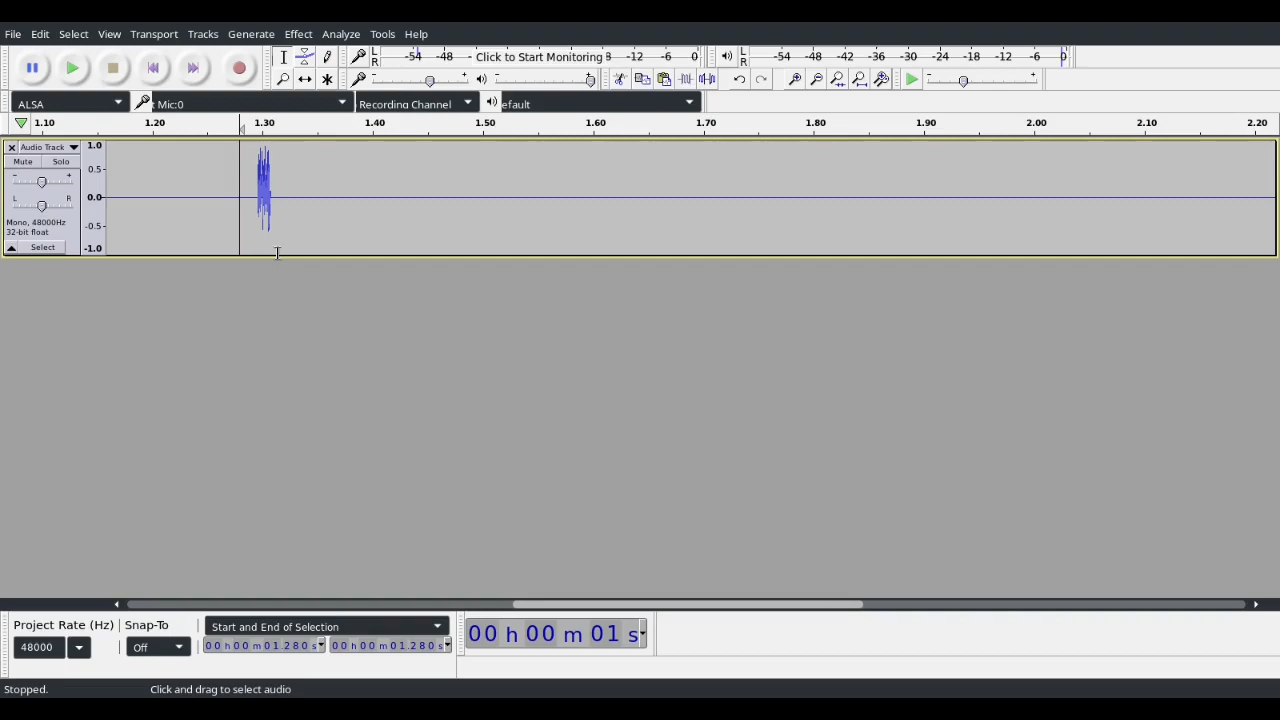 File Edit Select View Transport Tracks Generate Effect Analyze Tools Help
L R -54 -48 - Click to Start Monitoring 8 -12 -6 0 L R -54 -48 -42 -36 -30 -24 -18 -12 -6 0
- + - + - +
ALSA : Mic:0 Recording Channel efault
1.10 1.20 1.30 1.40 1.50 1.60 1.70 1.80 1.90 2.00 2.10 2.20
Audio Track
Mute Solo
- +
L R
Mono, 48000Hz
32-bit float
Select
1.0
0.5
0.0
-0.5
-1.0
Project Rate (Hz) Snap-To Start and End of Selection
48000 Off 00 h 00 m 01.280 s 00 h 00 m 01.280 s 00 h 00 m 01 s
Stopped. Click and drag to select audio